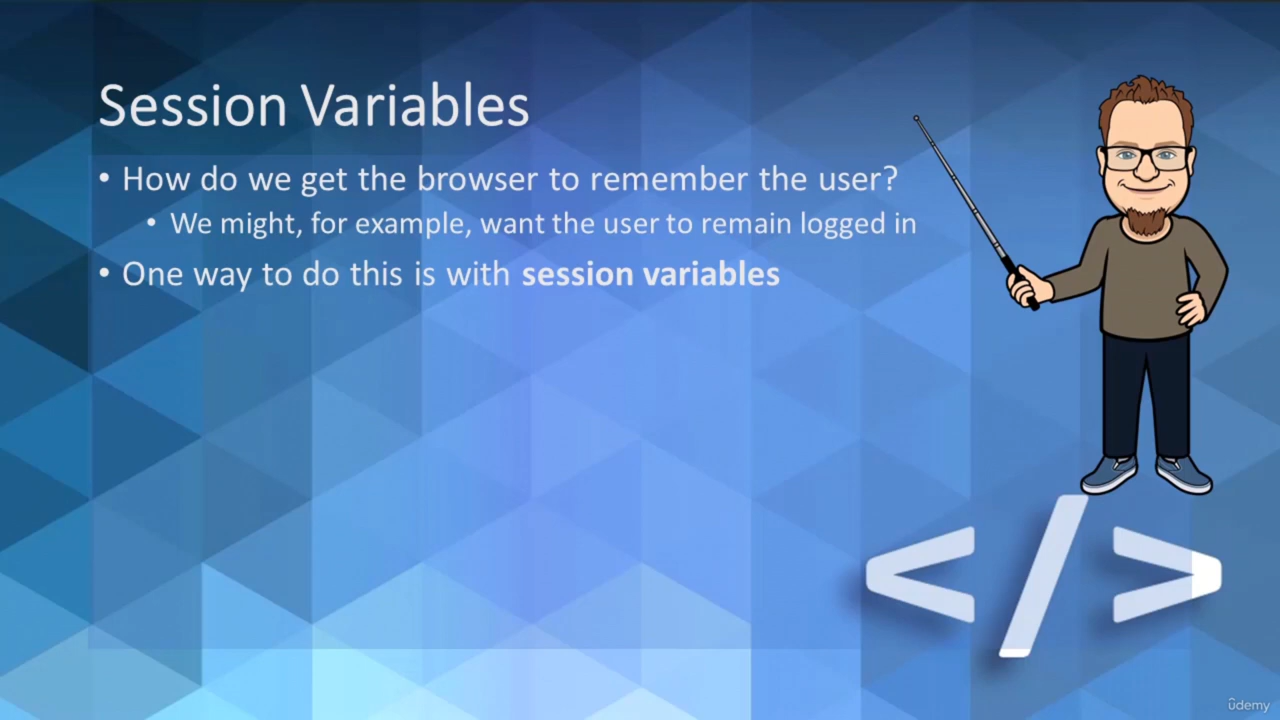 Session Variables
• How do we get the browser to remember the user?
• We might, for example, want the user to remain logged in
• One way to do this is with session variables
</>
ûdemy